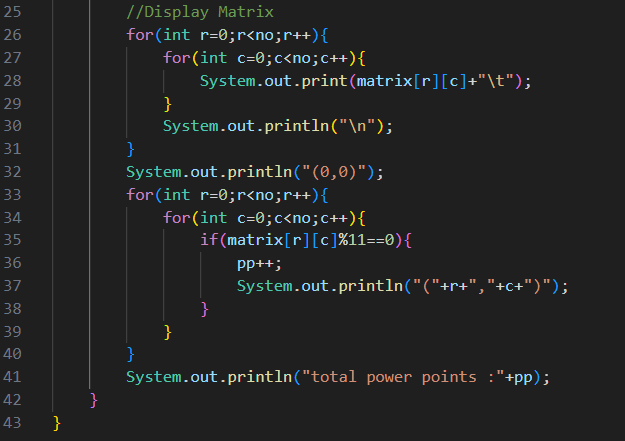 25 //Display Matrix
26 for(int r=0;r<no;r++){
27 for(int c=0;c<no;c++){
28 System.out.print(matrix[r][c]+"\t");
29 }
30 System.out.println("\n");
31 }
32 System.out.println("(0,0)");
33 for(int r=0;r<no;r++){
34 for(int c=0;c<no;c++){
35 if(matrix[r][c]%11==0){
36 pp++;
37 System.out.println("("+r+","+c+")");
38 }
39 }
40 }
41 System.out.println("total power points :"+pp);
42 }
43 }